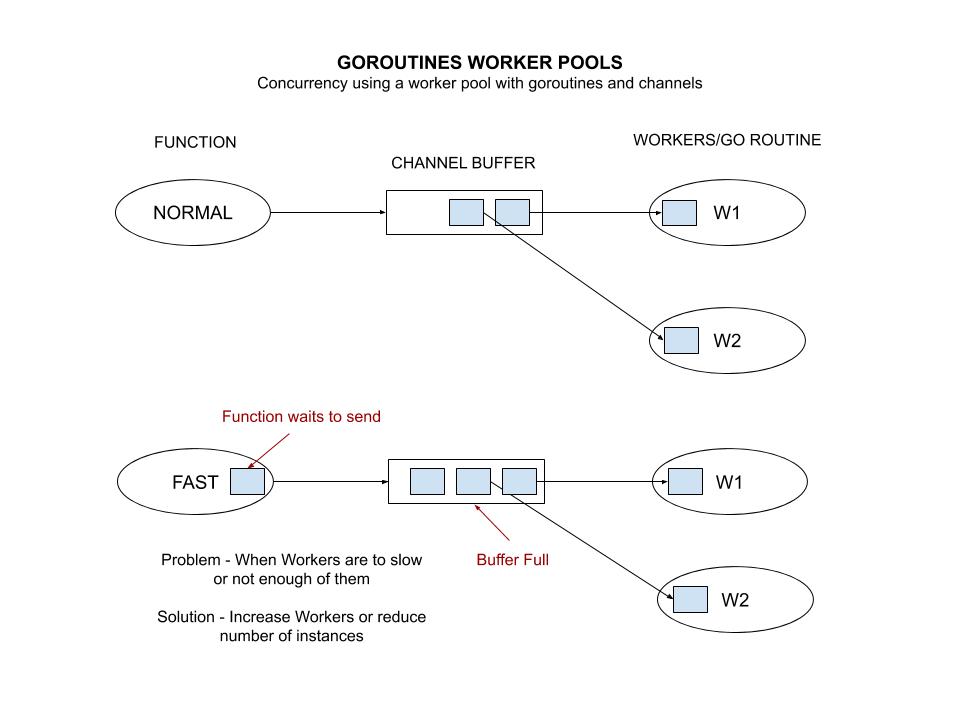 GOROUTINES WORKER POOLS
Concurrency using a worker pool with goroutines and channels
FUNCTION
CHANNEL BUFFER
WORKERS/GO ROUTINE
NORMAL
W1
W2
Function waits to send
FAST
W1
Buffer Full
W2
Problem - When Workers are to slow
or not enough of them
Solution - Increase Workers or reduce
number of instances